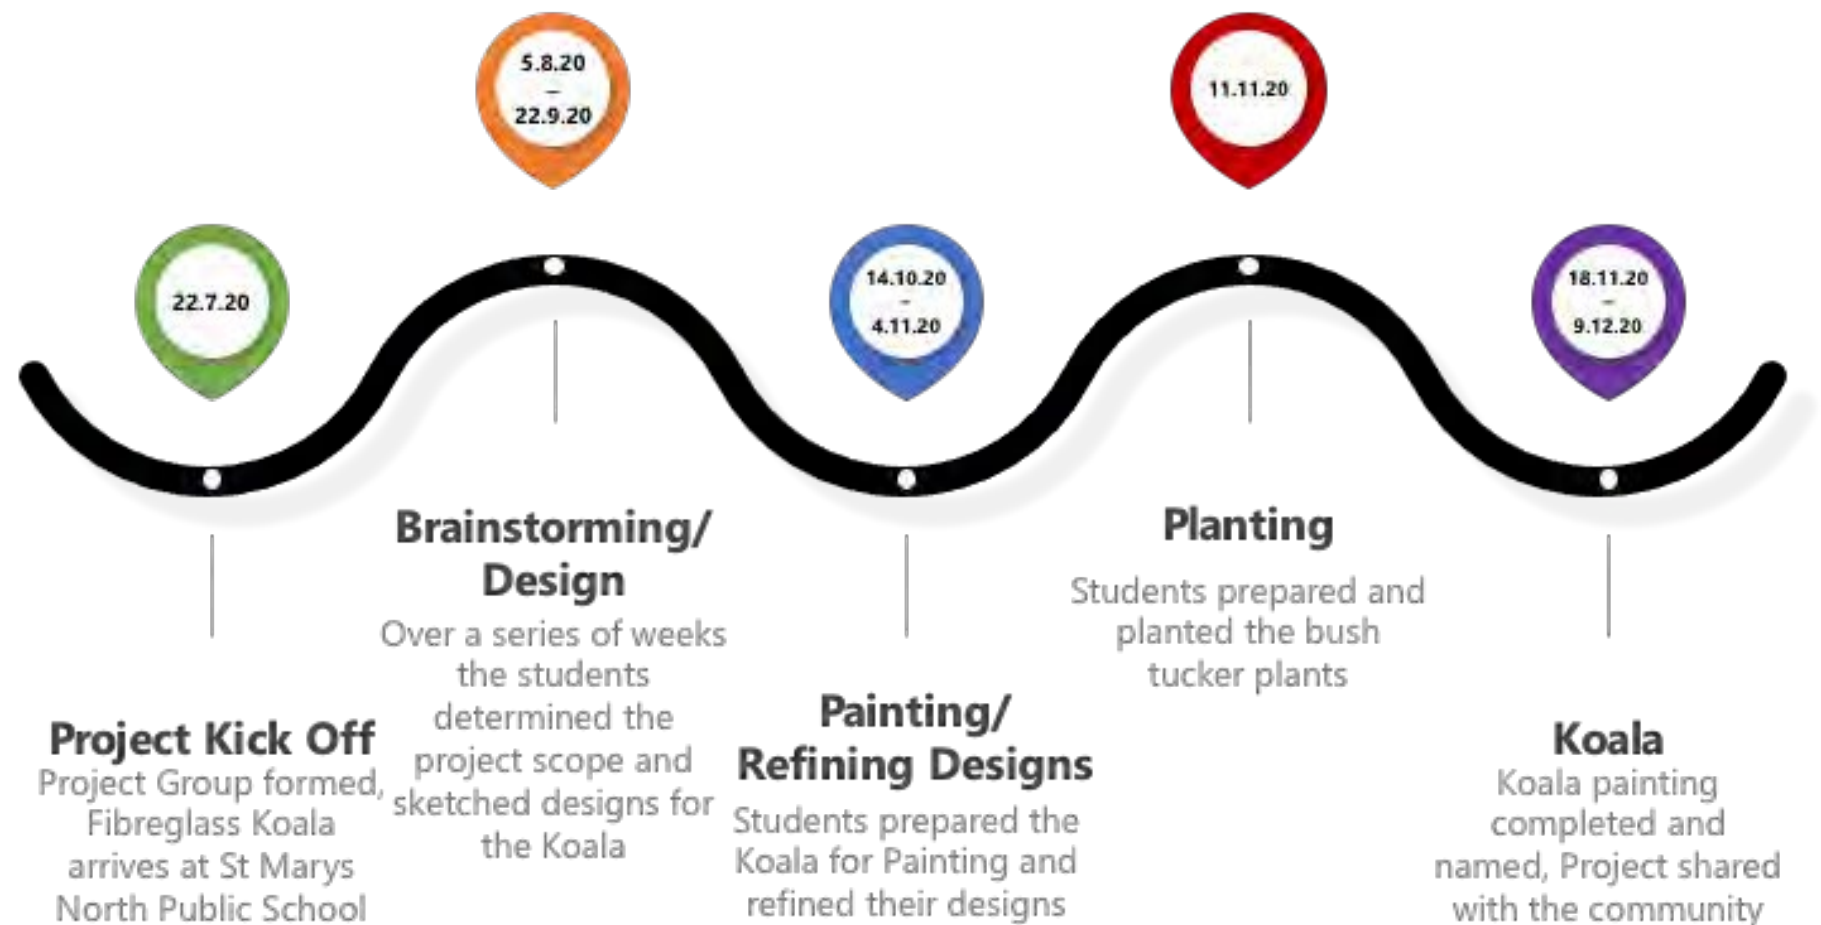 22.7.20
Project Kick Off
Project Group formed,
Fibreglass Koala
arrives at St Marys
North Public School
5.8.20
–
22.9.20
Brainstorming/
Design
Over a series of weeks
the students
determined the
project scope and
sketched designs for
the Koala
14.10.20
–
4.11.20
Painting/
Refining Designs
Students prepared the
Koala for Painting and
refined their designs
11.11.20
Planting
Students prepared and
planted the bush
tucker plants
18.11.20
–
9.12.20
Koala
Koala painting
completed and
named, Project shared
with the community